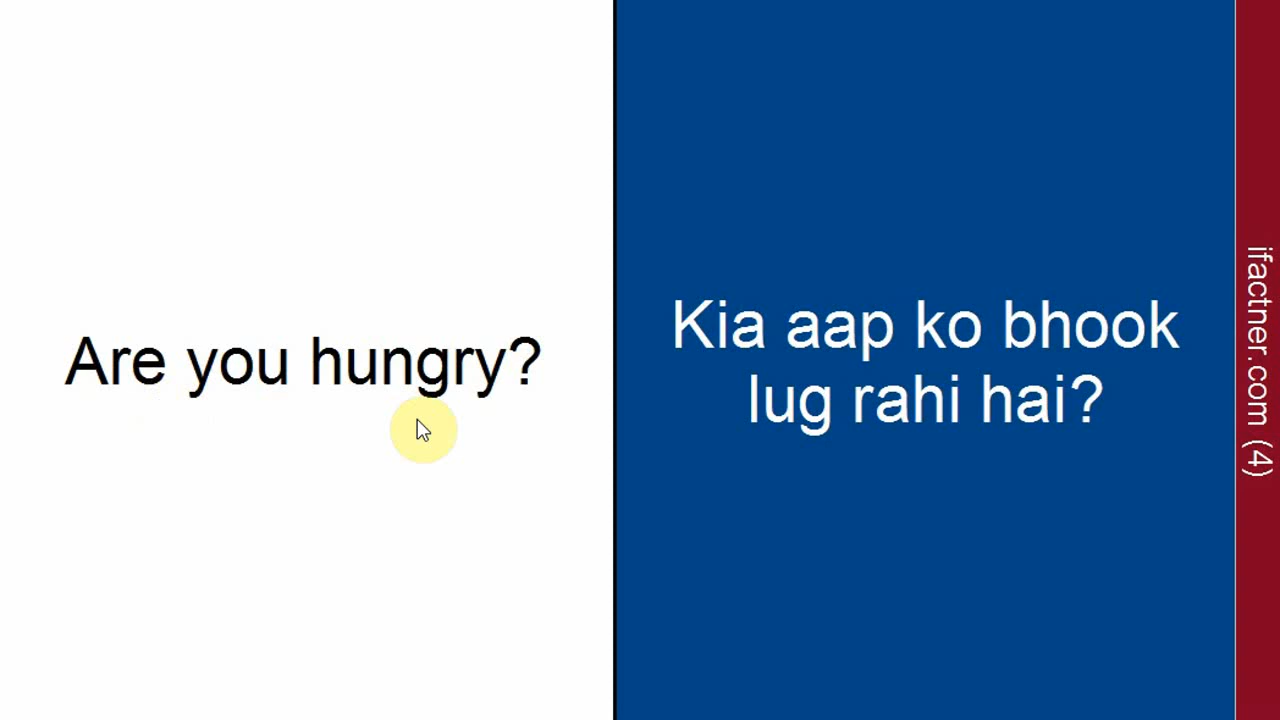 Are you hungry?
Kia aap ko bhook
lug rahi hai?
ifactner.com (4)